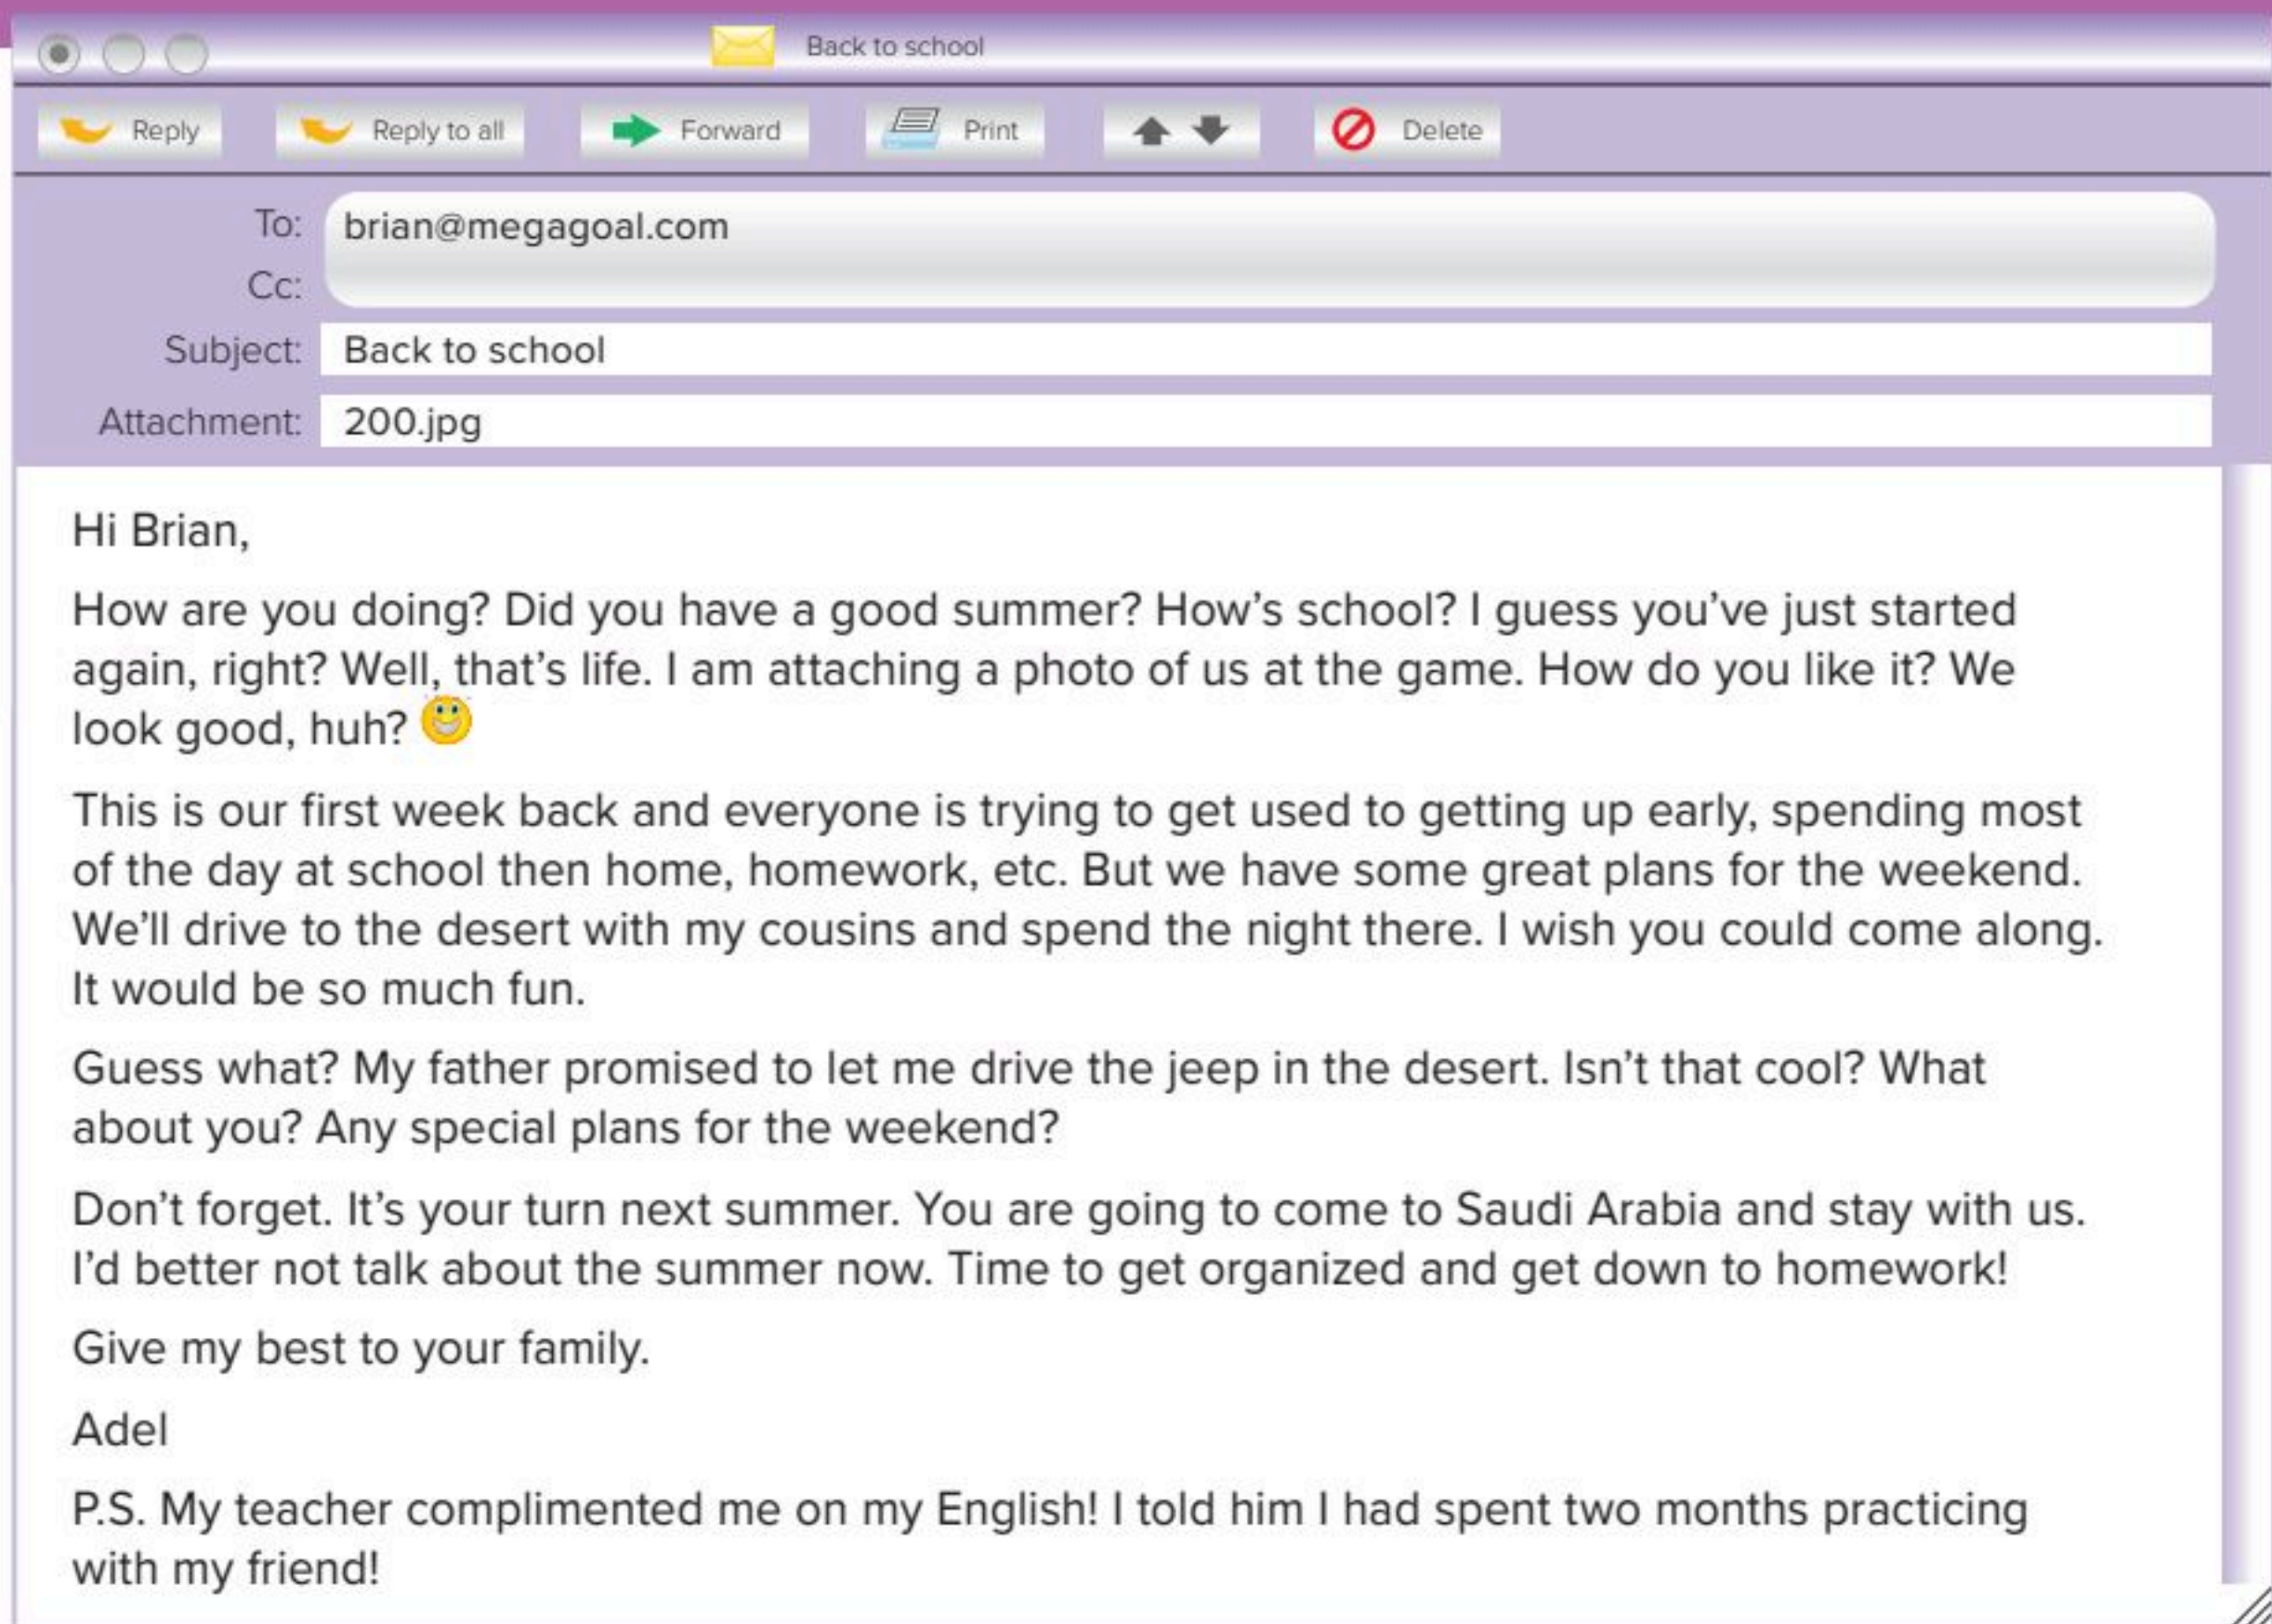 Back to school
Reply Reply to all Forward Print Delete
To: brian@megagoal.com
Cc:
Subject: Back to school
Attachment: 200.jpg
Hi Brian,
How are you doing? Did you have a good summer? How's school? I guess you've just started
again, right? Well, that's life. I am attaching a photo of us at the game. How do you like it? We
look good, huh?
This is our first week back and everyone is trying to get used to getting up early, spending most
of the day at school then home, homework, etc. But we have some great plans for the weekend.
We'll drive to the desert with my cousins and spend the night there. I wish you could come along.
It would be so much fun.
Guess what? My father promised to let me drive the jeep in the desert. Isn't that cool? What
about you? Any special plans for the weekend?
Don't forget. It's your turn next summer. You are going to come to Saudi Arabia and stay with us.
I'd better not talk about the summer now. Time to get organized and get down to homework!
Give my best to your family.
Adel
P.S. My teacher complimented me on my English! I told him I had spent two months practicing
with my friend!